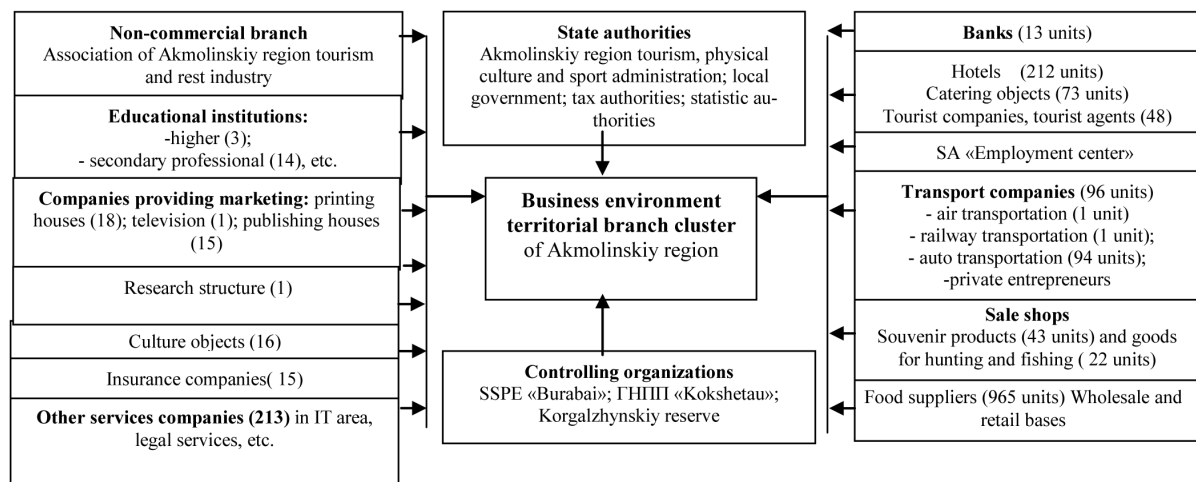 Non-commercial branch
Association of Akmolinskiy region tourism
and rest industry
Educational institutions:
-higher (3);
- secondary professional (14), etc.
Companies providing marketing: printing
houses (18); television (1); publishing houses
(15)
Research structure (1)
Culture objects (16)
Insurance companies( 15)
Other services companies (213) in IT area,
legal services, etc.
State authorities
Akmolinskiy region tourism, physical
culture and sport administration; local
government; tax authorities; statistic au-
thorities
Business environment
territorial branch cluster
of Akmolinskiy region
Controlling organizations
SSPE «Burabai»; ГНПП «Kokshetau»;
Korgalzhynskiy reserve
Banks (13 units)
Hotels (212 units)
Catering objects (73 units)
Tourist companies, tourist agents (48)
SA «Employment center»
Transport companies (96 units)
- air transportation (1 unit)
- railway transportation (1 unit);
- auto transportation (94 units);
-private entrepreneurs
Sale shops
Souvenir products (43 units) and goods
for hunting and fishing ( 22 units)
Food suppliers (965 units) Wholesale and
retail bases